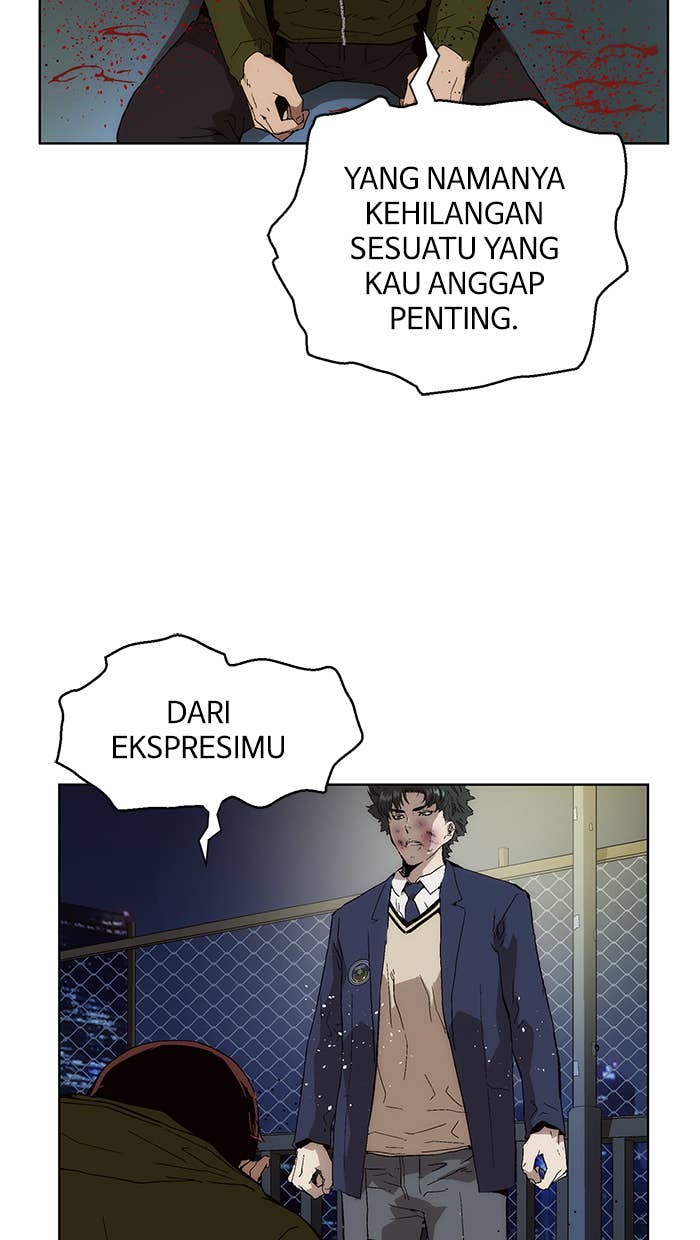 YANG NAMANYA
KEHILANGAN
SESUATU YANG
KAU ANGGAP
PENTING.
DARI
EKSPRESIMU